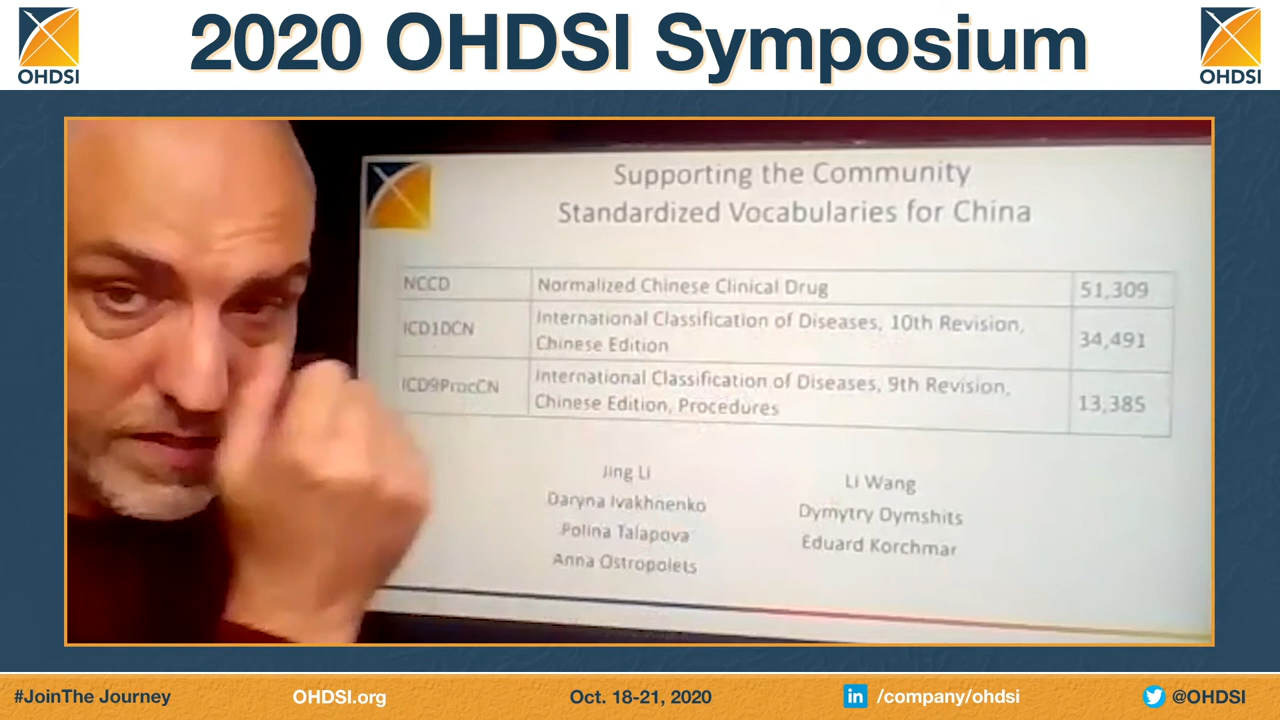 2020 OHDSI Symposium
OHDSI
OHDSI
Supporting the Community
Standardized Vocabularies for China
NCCD
Normalized Chinese Clinical Drug
51,309
ICD10CN
International Classification of Diseases, 10th Revision,
Chinese Edition
34,491
ICD9ProcCN
International Classification of Diseases, 9th Revision,
Chinese Edition, Procedures
13,385
Jing Li
Daryna Ivakhnenko
Polina Talapova
Anna Ostropolets
Li Wang
Dymytry Dymshits
Eduard Korchmar
#JoinThe Journey
OHDSI.org
Oct. 18-21, 2020
in /company/ohdsi
@OHDSI